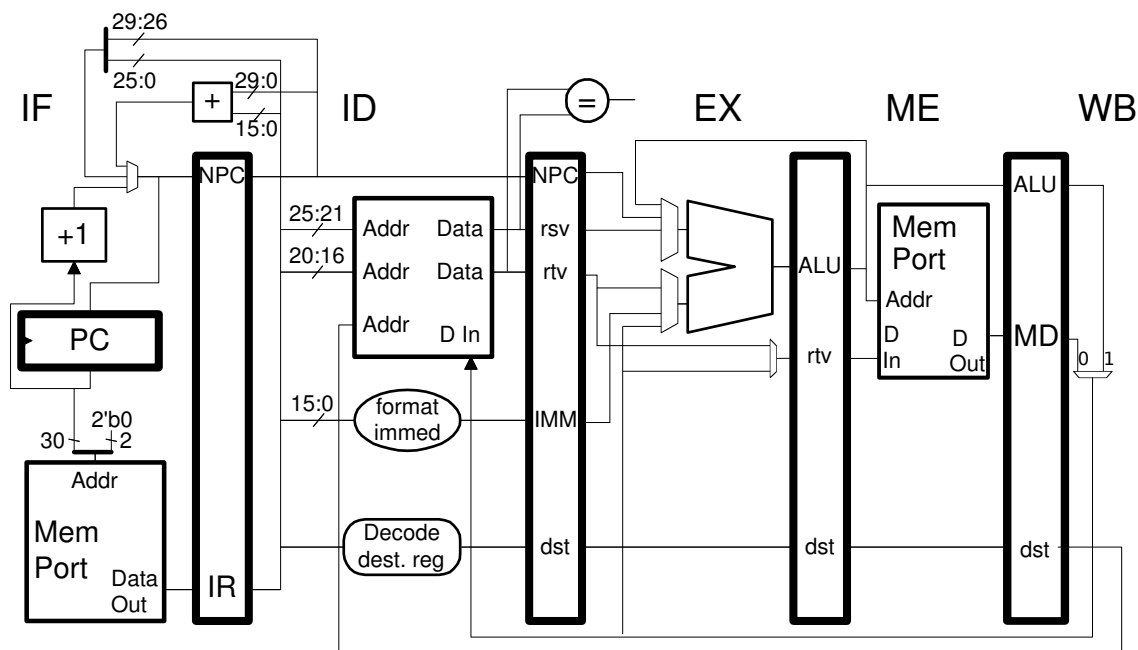 29:26
25:0
29:0
15:0
+
=
IF
ID
EX
ME
WB
NPC
NPC
ALU
+1
25:21
Addr
Data
rsv
20:16
Addr
Data
rtv
Addr
D In
PC
ALU
Mem
Port
Addr
D
In
D
Out
MD
0
1
rtv
15:0
format
immed
IMM
2'b0
30
2
Addr
Mem
Port
Data
Out
IR
Decode
dest. reg
dst
dst
dst